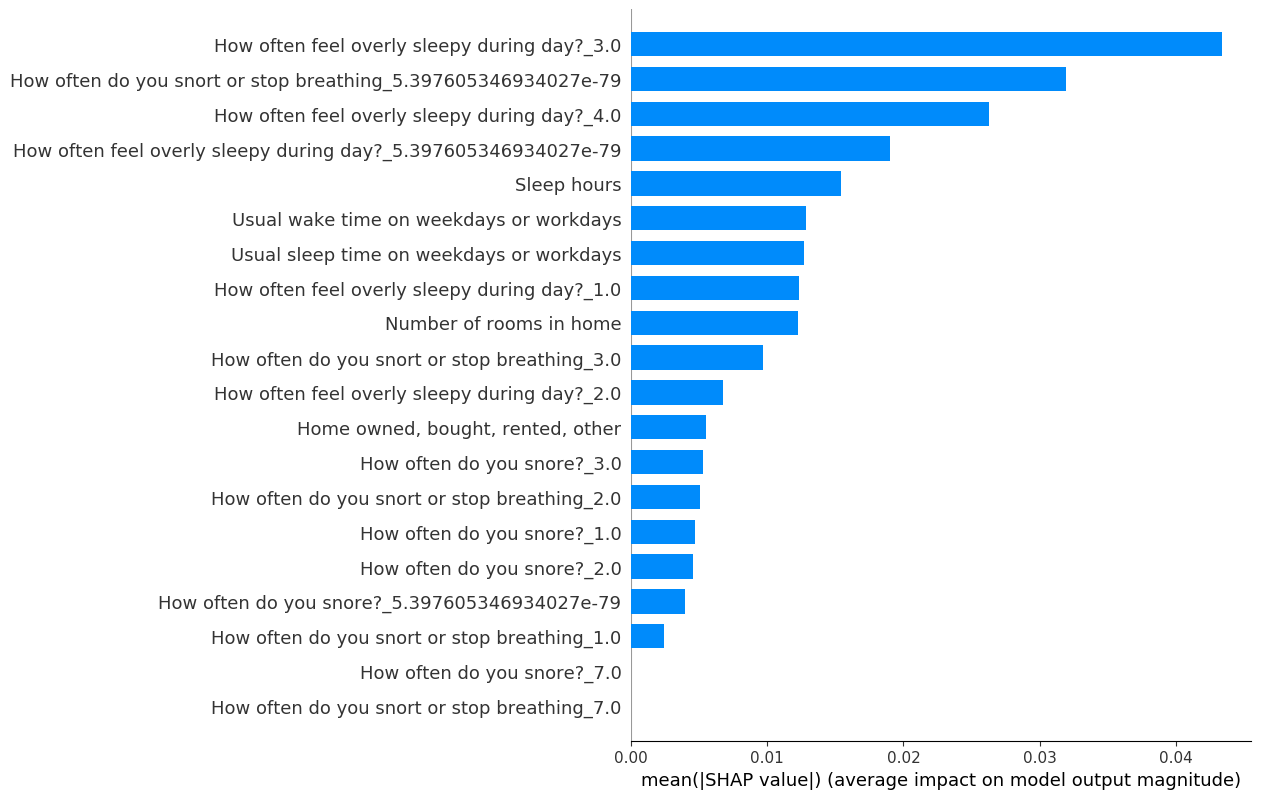 How often feel overly sleepy during day?_3.0
How often do you snort or stop breathing_5.397605346934027e-79
How often feel overly sleepy during day?_4.0
How often feel overly sleepy during day?_5.397605346934027e-79
Sleep hours
Usual wake time on weekdays or workdays
Usual sleep time on weekdays or workdays
How often feel overly sleepy during day?_1.0
Number of rooms in home
How often do you snort or stop breathing_3.0
How often feel overly sleepy during day?_2.0
Home owned, bought, rented, other
How often do you snore?_3.0
How often do you snort or stop breathing_2.0
How often do you snore?_1.0
How often do you snore?_2.0
How often do you snore?_5.397605346934027e-79
How often do you snort or stop breathing_1.0
How often do you snore?_7.0
How often do you snort or stop breathing_7.0
0.00 0.01 0.02 0.03 0.04
mean(|SHAP value|) (average impact on model output magnitude)